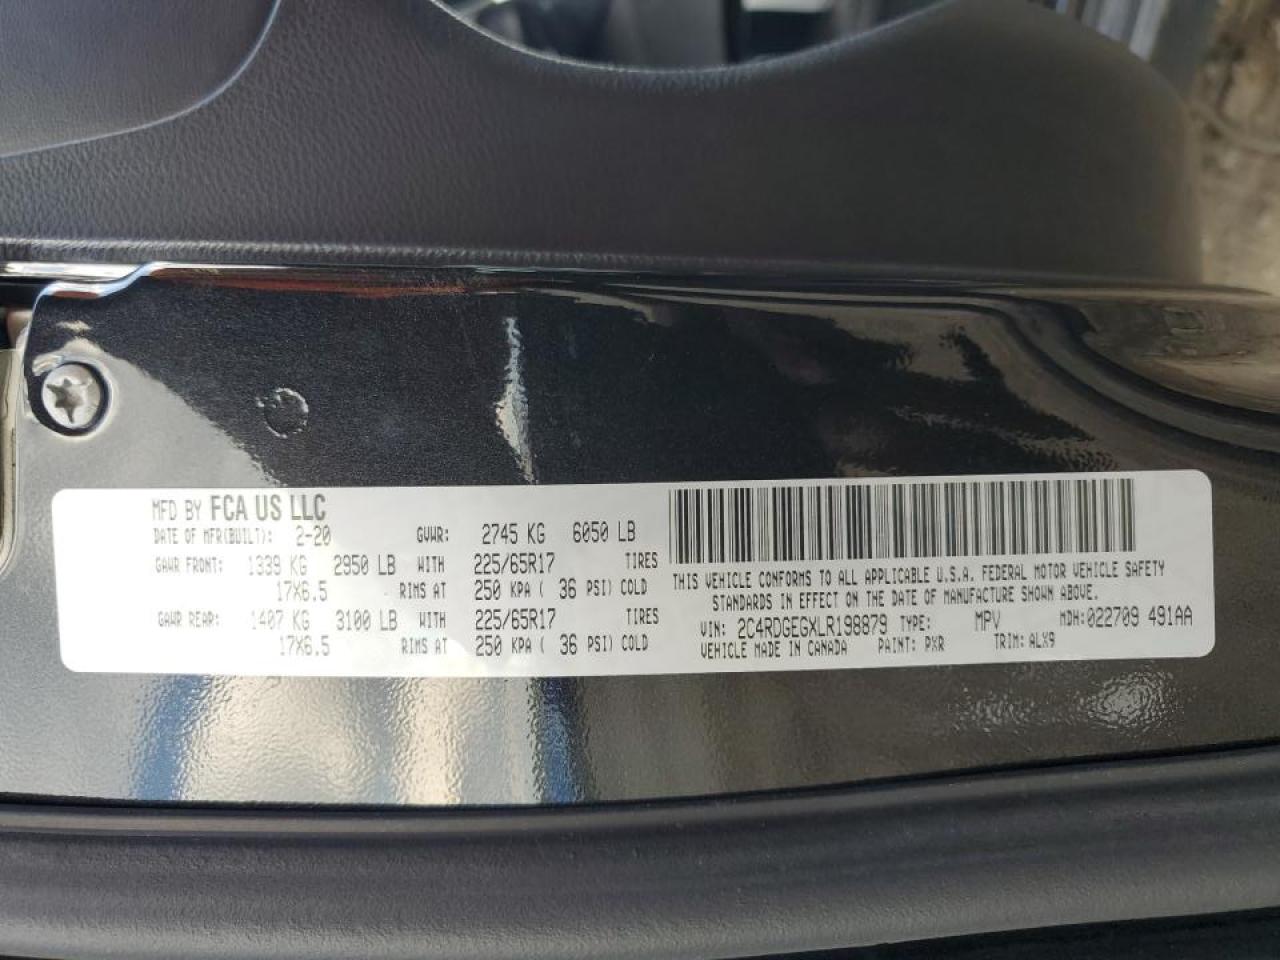 MFD BY FCA US LLC
DATE OF MFR(BUILT): 2-20 GVWR: 2745 KG 6050 LB
GAWR FRONT: 1339 KG 2950 LB WITH 225/65R17 TIRES
17X6.5 RIMS AT 250 KPA ( 36 PSI) COLD
GAWR REAR: 1407 KG 3100 LB WITH 225/65R17 TIRES
17X6.5 RIMS AT 250 KPA ( 36 PSI) COLD
THIS VEHICLE CONFORMS TO ALL APPLICABLE U.S.A. FEDERAL MOTOR VEHICLE SAFETY
STANDARDS IN EFFECT ON THE DATE OF MANUFACTURE SHOWN ABOVE.
VIN: 2C4RDGEGXLR198879 TYPE: MPV MDH:022709 491AA
VEHICLE MADE IN CANADA PAINT: PXR TRIM: ALX9